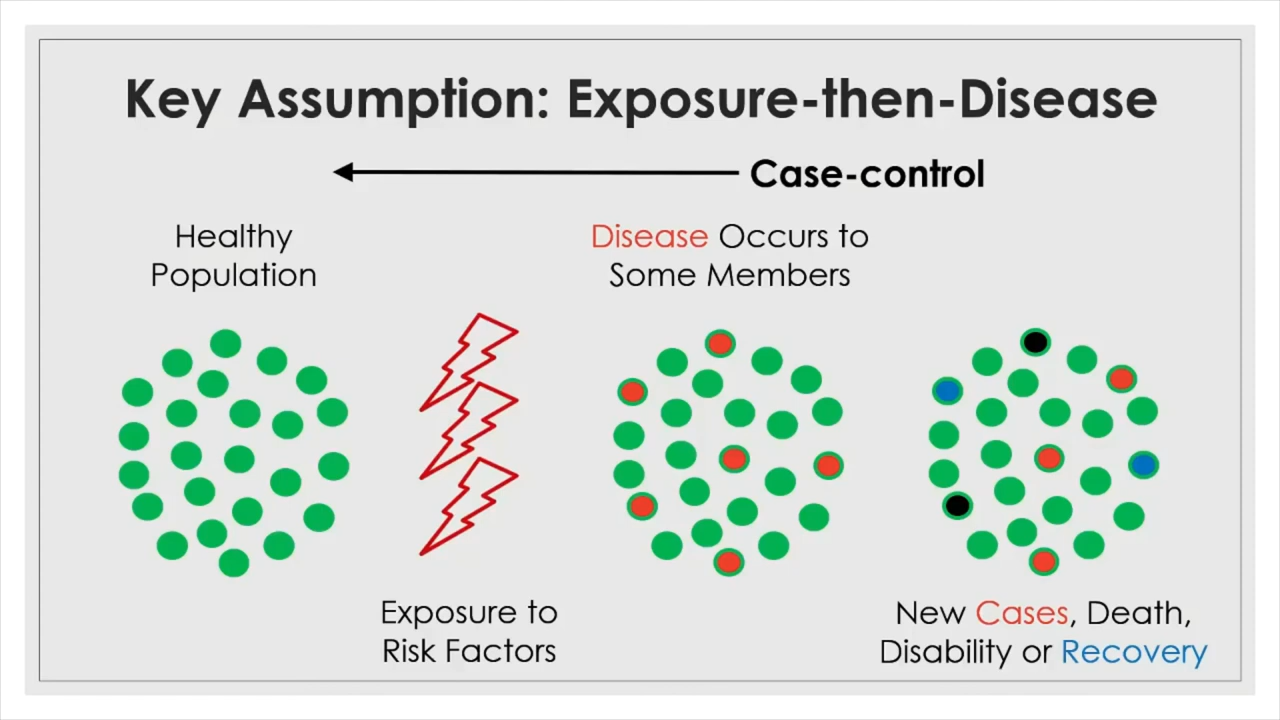 Key Assumption: Exposure-then-Disease
Case-control
Healthy
Population
Disease Occurs to
Some Members
Exposure to
Risk Factors
New Cases, Death,
Disability or Recovery